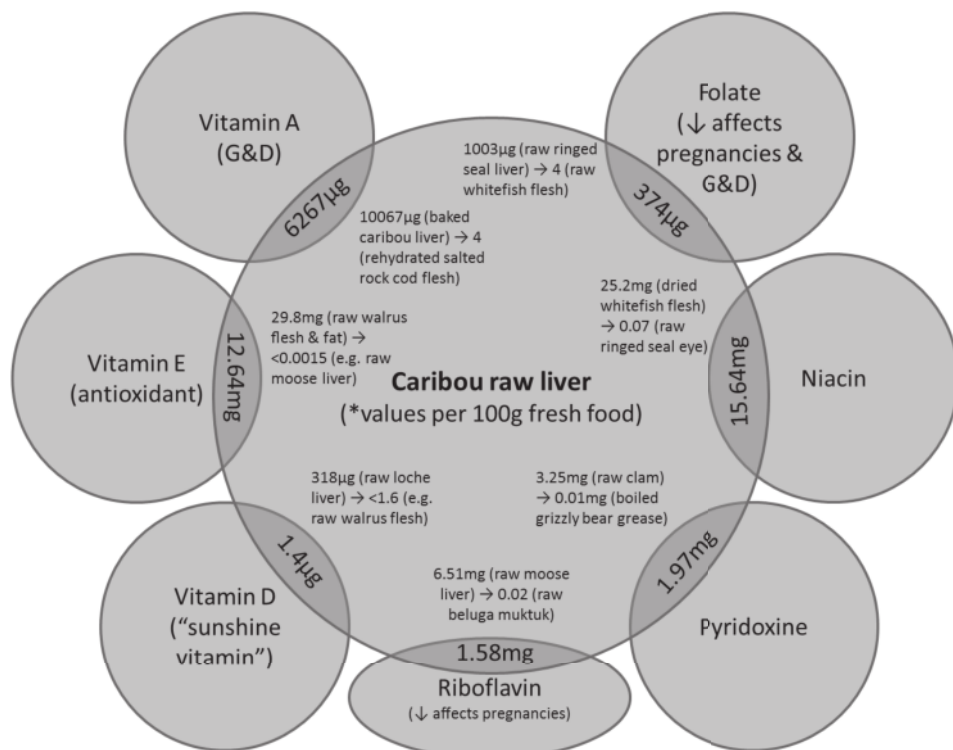 Vitamin A
(G&D)
6267µg
Folate
(↓ affects
pregnancies &
G&D)
374µg
1003µg (raw ringed
seal liver) → 4 (raw
whitefish flesh)
10067µg (baked
caribou liver) → 4
(rehydrated salted
rock cod flesh)
25.2mg (dried
whitefish flesh)
→ 0.07 (raw
ringed seal eye)
29.8mg (raw walrus
flesh & fat) →
<0.0015 (e.g. raw
moose liver)
Vitamin E
(antioxidant)
12.64mg
Caribou raw liver
(*values per 100g fresh food)
15.64mg
Niacin
318µg (raw loche
liver) → <1.6 (e.g.
raw walrus flesh)
3.25mg (raw clam)
→ 0.01mg (boiled
grizzly bear grease)
1.4µg
Vitamin D
("sunshine
vitamin")
6.51mg (raw moose
liver) → 0.02 (raw
beluga muktuk)
1.97mg
Pyridoxine
1.58mg
Riboflavin
(↓ affects pregnancies)